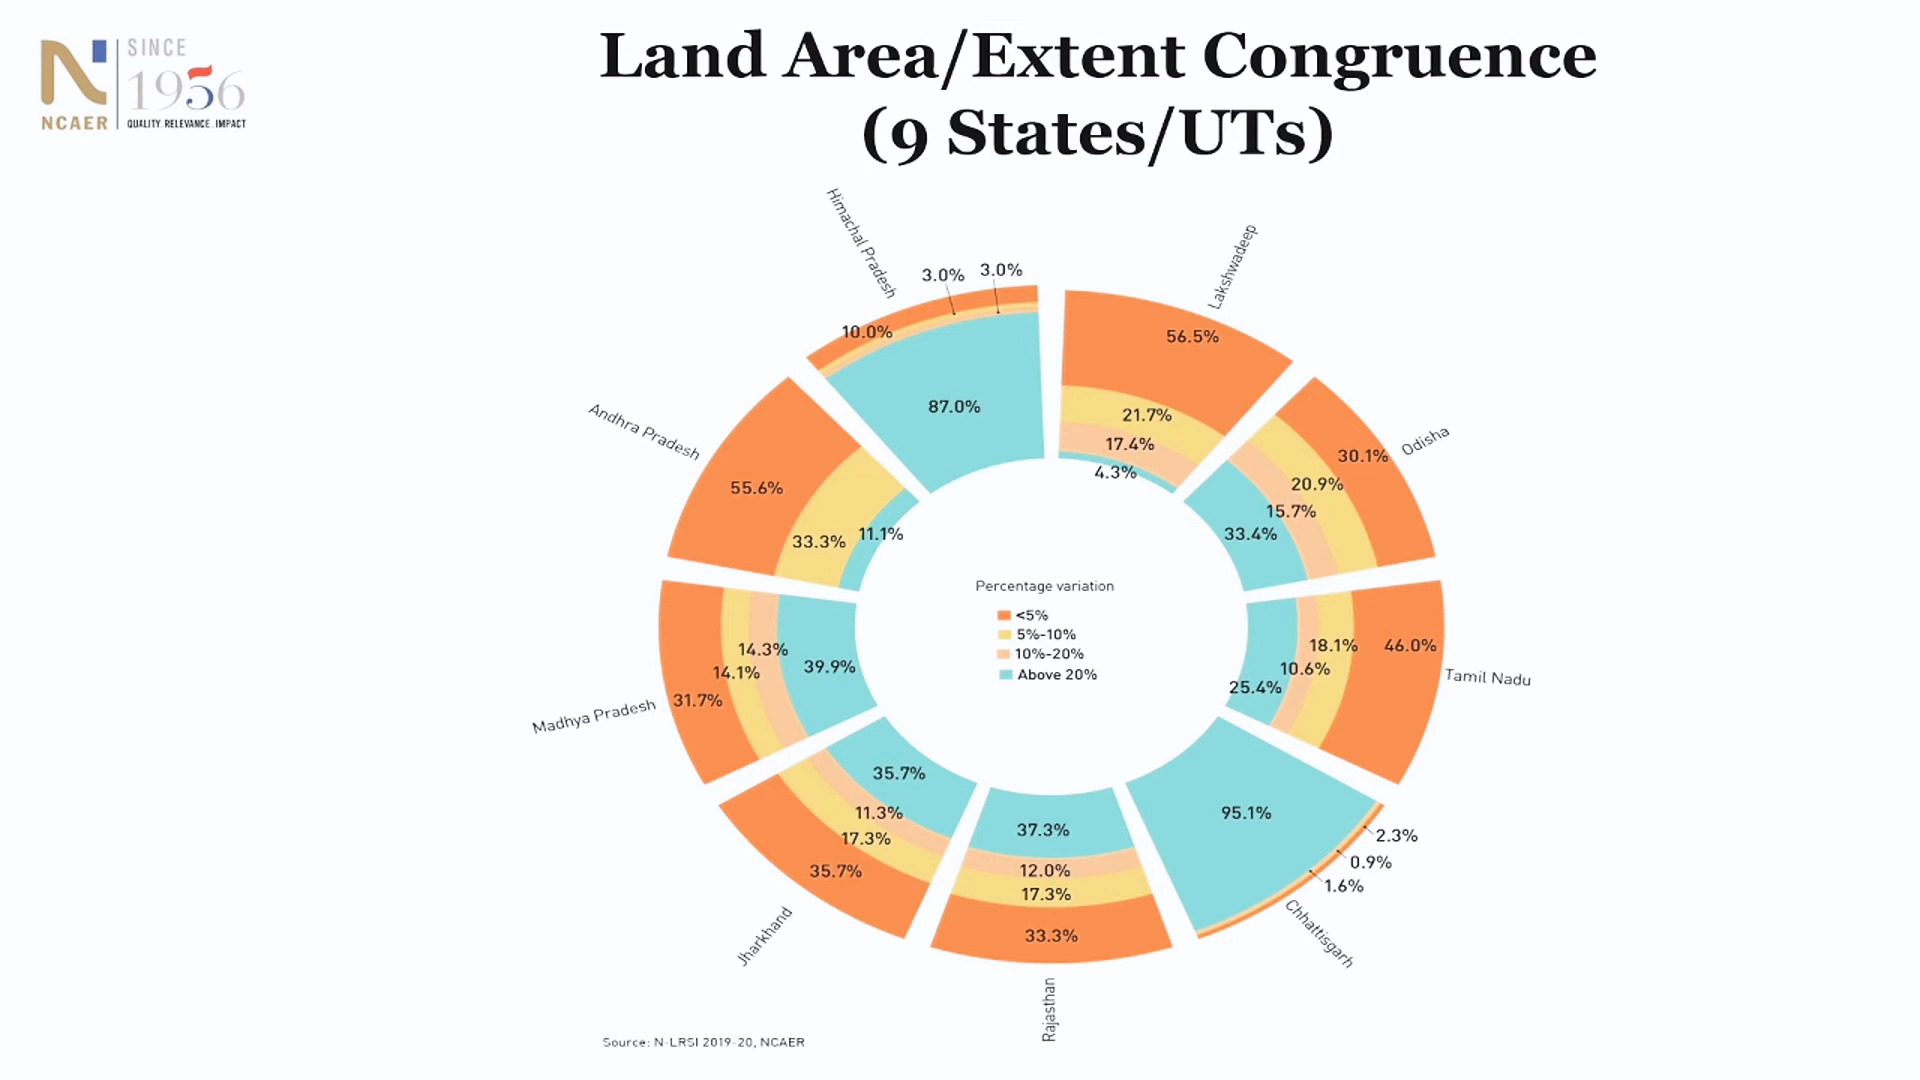 SINCE
1956
NCAER
QUALITY. RELEVANCE. IMPACT
Land Area/Extent Congruence
(9 States/UTs)
Himachal Pradesh
3.0%
3.0%
10.0%
87.0%
Lakshwadeep
56.5%
21.7%
17.4%
4.3%
Odisha
30.1%
20.9%
15.7%
33.4%
Tamil Nadu
46.0%
18.1%
10.6%
25.4%
Chhattisgarh
95.1%
2.3%
0.9%
1.6%
Rajasthan
37.3%
12.0%
17.3%
33.3%
Jharkhand
35.7%
11.3%
17.3%
35.7%
Madhya Pradesh
14.3%
39.9%
14.1%
31.7%
Andhra Pradesh
55.6%
33.3%
11.1%
Percentage variation
<5%
5%-10%
10%-20%
Above 20%
Source: N-LRSI 2019-20, NCAER